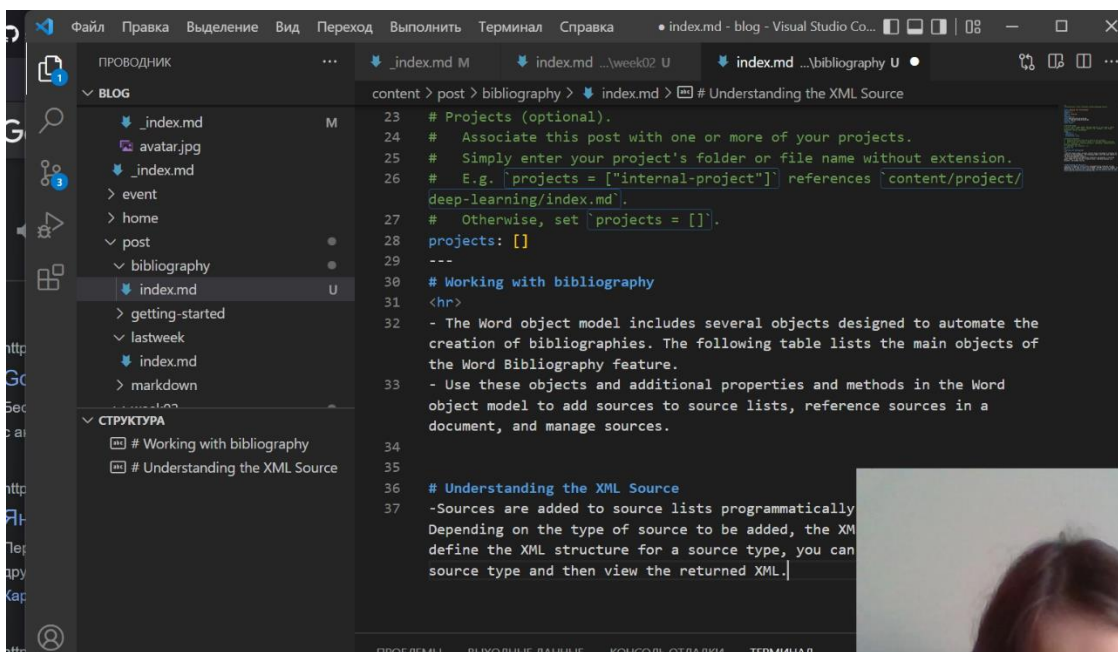 Файл Правка Выделение Вид Переход Выполнить Терминал Справка ● index.md - blog - Visual Studio Co...
ПРОВОДНИК ...
_index.md M index.md ...\week02 U index.md ...\bibliography U ●
BLOG
content > post > bibliography > index.md > # Understanding the XML Source
_index.md M
avatar.jpg
_index.md
> event
> home
post
bibliography
index.md U
> getting-started
lastweek
index.md
> markdown
СТРУКТУРА
# Working with bibliography
# Understanding the XML Source
23 # Projects (optional).
24 # Associate this post with one or more of your projects.
25 # Simply enter your project's folder or file name without extension.
26 # E.g. `projects = ["internal-project"]` references `content/project/
deep-learning/index.md`.
27 # Otherwise, set `projects = []`.
28 projects: []
29 ---
30 # Working with bibliography
31 <hr>
32 - The Word object model includes several objects designed to automate the
creation of bibliographies. The following table lists the main objects of
the Word Bibliography feature.
33 - Use these objects and additional properties and methods in the Word
object model to add sources to source lists, reference sources in a
document, and manage sources.
34
35
36 # Understanding the XML Source
37 -Sources are added to source lists programmatically
Depending on the type of source to be added, the XM
define the XML structure for a source type, you can
source type and then view the returned XML.
1
3